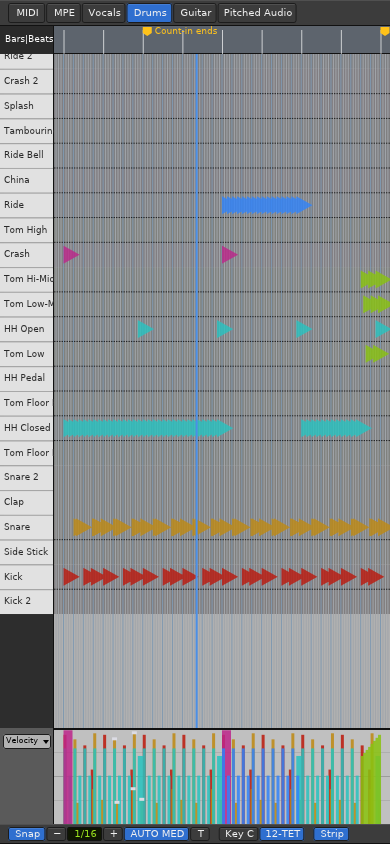 MIDI MPE Vocals Drums Guitar Pitched Audio
Count-in ends
Bars|Beats
Ride 2
Crash 2
Splash
Tambourin
Ride Bell
China
Ride
Tom High
Crash
Tom Hi-Mid
Tom Low-M
HH Open
Tom Low
HH Pedal
Tom Floor
HH Closed
Tom Floor
Snare 2
Clap
Snare
Side Stick
Kick
Kick 2
Velocity
Snap − 1/16 + AUTO MED T Key C 12-TET Strip